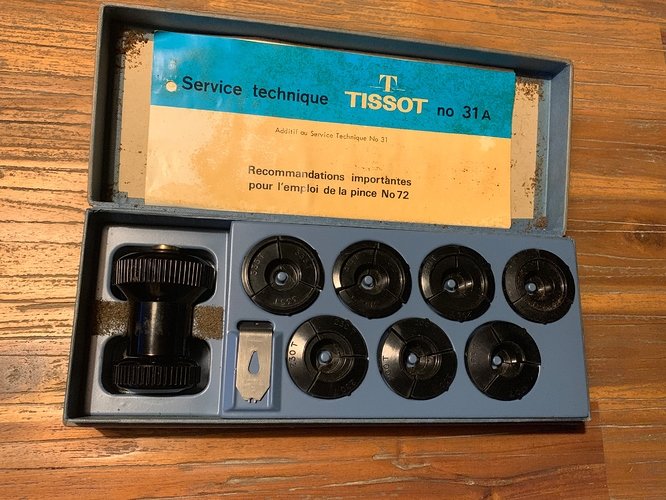 Service technique T TISSOT no 31A
Additif au Service Technique No 31
Recommandations importantes
pour l'emploi de la pince No 72